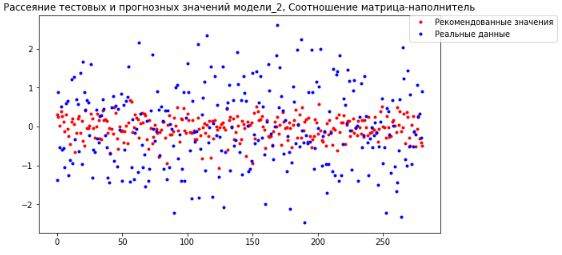 Рассеяние тестовых и прогнозных значений модели_2, Соотношение матрица-наполнитель
Рекомендованные значения
Реальные данные
2
1
0
−1
−2
0 50 100 150 200 250